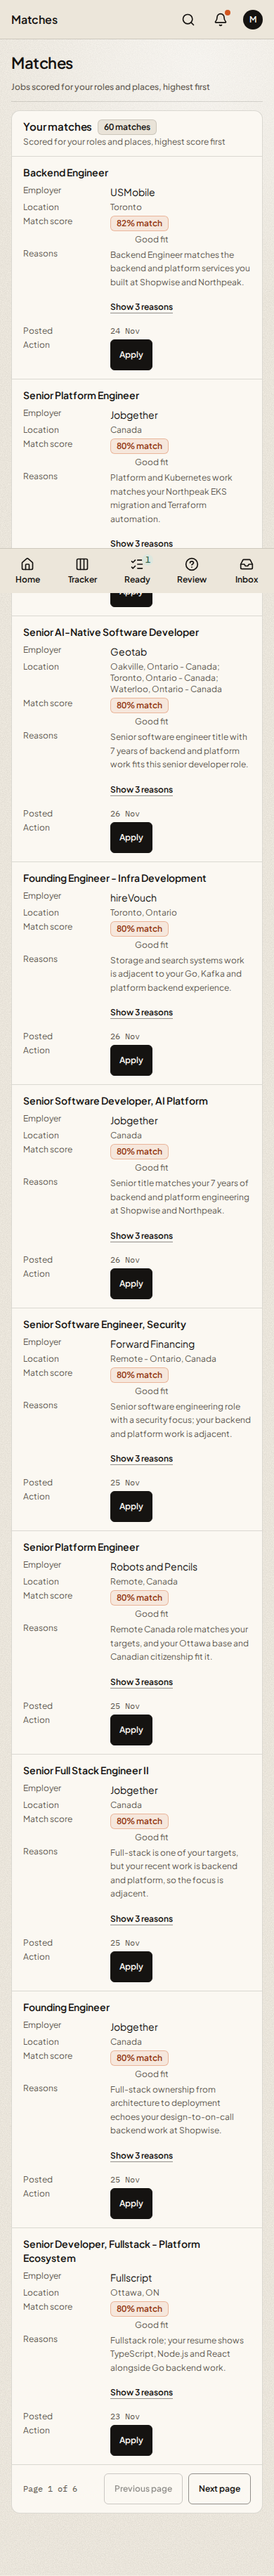 Matches
M
Matches
Jobs scored for your roles and places, highest first
Your matches 60 matches
Scored for your roles and places, highest score first
Backend Engineer
Employer USMobile
Location Toronto
Match score 82% match
Good fit
Reasons Backend Engineer matches the
backend and platform services you
built at Shopwise and Northpeak.
Show 3 reasons
Posted 24 Nov
Action Apply
Senior Platform Engineer
Employer Jobgether
Location Canada
Match score 80% match
Good fit
Reasons Platform and Kubernetes work
matches your Northpeak EKS
migration and Terraform
automation.
Show 3 reasons
1
Home Tracker Ready Review Inbox
Senior AI-Native Software Developer
Employer Geotab
Location Oakville, Ontario - Canada;
Toronto, Ontario - Canada;
Waterloo, Ontario - Canada
Match score 80% match
Good fit
Reasons Senior software engineer title with
7 years of backend and platform
work fits this senior developer role.
Show 3 reasons
Posted 26 Nov
Action Apply
Founding Engineer - Infra Development
Employer hireVouch
Location Toronto, Ontario
Match score 80% match
Good fit
Reasons Storage and search systems work
is adjacent to your Go, Kafka and
platform backend experience.
Show 3 reasons
Posted 26 Nov
Action Apply
Senior Software Developer, AI Platform
Employer Jobgether
Location Canada
Match score 80% match
Good fit
Reasons Senior title matches your 7 years of
backend and platform engineering
at Shopwise and Northpeak.
Show 3 reasons
Posted 26 Nov
Action Apply
Senior Software Engineer, Security
Employer Forward Financing
Location Remote - Ontario, Canada
Match score 80% match
Good fit
Reasons Senior software engineering role
with a security focus; your backend
and platform work is adjacent.
Show 3 reasons
Posted 25 Nov
Action Apply
Senior Platform Engineer
Employer Robots and Pencils
Location Remote, Canada
Match score 80% match
Good fit
Reasons Remote Canada role matches your
targets, and your Ottawa base and
Canadian citizenship fit it.
Show 3 reasons
Posted 25 Nov
Action Apply
Senior Full Stack Engineer II
Employer Jobgether
Location Canada
Match score 80% match
Good fit
Reasons Full-stack is one of your targets,
but your recent work is backend
and platform, so the focus is
adjacent.
Show 3 reasons
Posted 25 Nov
Action Apply
Founding Engineer
Employer Jobgether
Location Canada
Match score 80% match
Good fit
Reasons Full-stack ownership from
architecture to deployment
echoes your design-to-on-call
backend work at Shopwise.
Show 3 reasons
Posted 25 Nov
Action Apply
Senior Developer, Fullstack - Platform
Ecosystem
Employer Fullscript
Location Ottawa, ON
Match score 80% match
Good fit
Reasons Fullstack role; your resume shows
TypeScript, Node.js and React
alongside Go backend work.
Show 3 reasons
Posted 23 Nov
Action Apply
Page 1 of 6 Previous page Next page